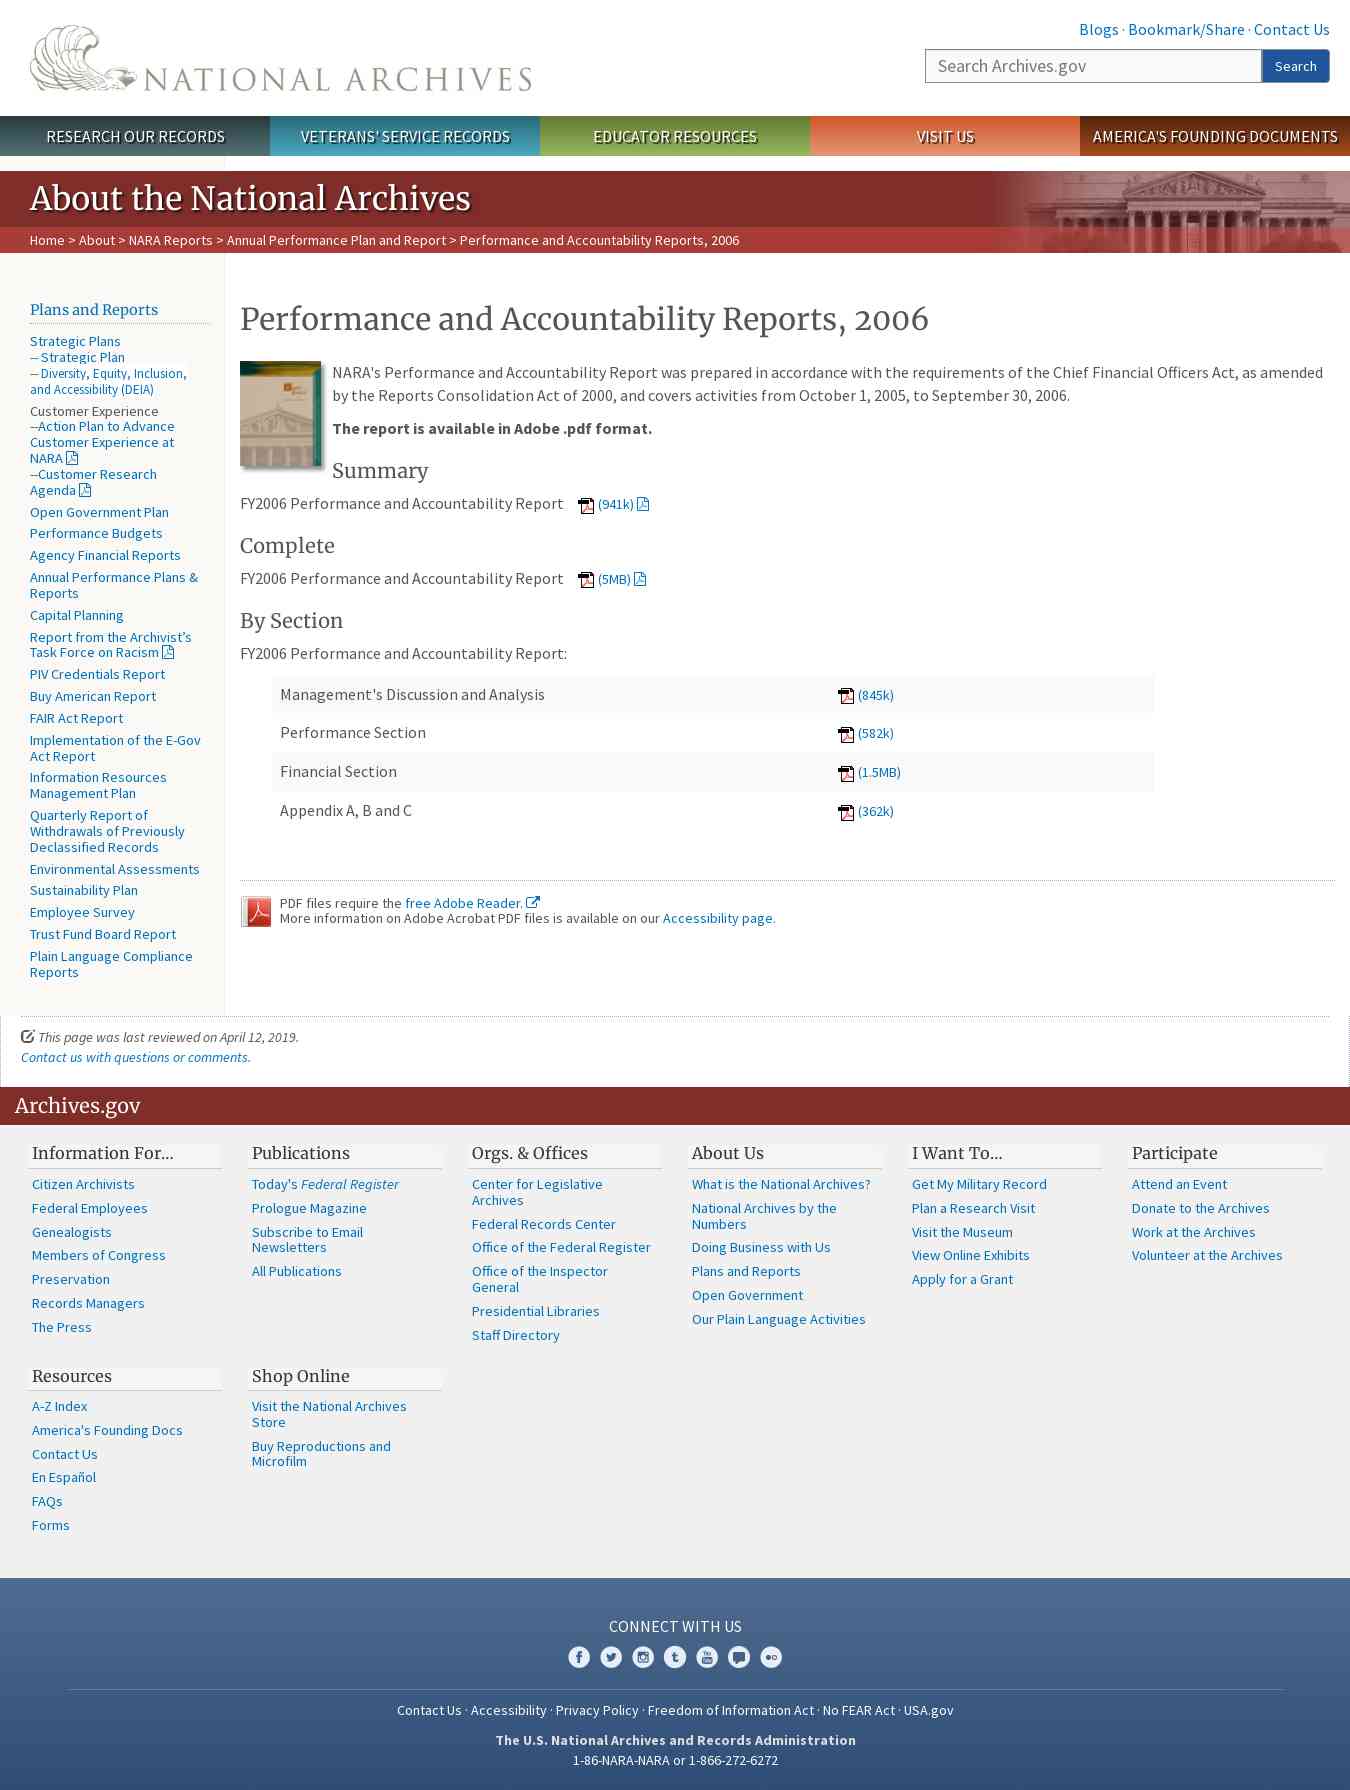 NATIONAL ARCHIVES
Blogs · Bookmark/Share · Contact Us
Search Archives.gov
Search
RESEARCH OUR RECORDS
VETERANS' SERVICE RECORDS
EDUCATOR RESOURCES
VISIT US
AMERICA'S FOUNDING DOCUMENTS
About the National Archives
Home > About > NARA Reports > Annual Performance Plan and Report > Performance and Accountability Reports, 2006
Plans and Reports
Strategic Plans
-- Strategic Plan
-- Diversity, Equity, Inclusion,
and Accessibility (DEIA)
Customer Experience
--Action Plan to Advance
Customer Experience at
NARA
--Customer Research
Agenda
Open Government Plan
Performance Budgets
Agency Financial Reports
Annual Performance Plans &
Reports
Capital Planning
Report from the Archivist’s
Task Force on Racism
PIV Credentials Report
Buy American Report
FAIR Act Report
Implementation of the E-Gov
Act Report
Information Resources
Management Plan
Quarterly Report of
Withdrawals of Previously
Declassified Records
Environmental Assessments
Sustainability Plan
Employee Survey
Trust Fund Board Report
Plain Language Compliance
Reports
Performance and Accountability Reports, 2006
NARA's Performance and Accountability Report was prepared in accordance with the requirements of the Chief Financial Officers Act, as amended
by the Reports Consolidation Act of 2000, and covers activities from October 1, 2005, to September 30, 2006.
The report is available in Adobe .pdf format.
Summary
FY2006 Performance and Accountability Report (941k)
Complete
FY2006 Performance and Accountability Report (5MB)
By Section
FY2006 Performance and Accountability Report:
Management's Discussion and Analysis (845k)
Performance Section (582k)
Financial Section (1.5MB)
Appendix A, B and C (362k)
PDF files require the free Adobe Reader.
More information on Adobe Acrobat PDF files is available on our Accessibility page.
This page was last reviewed on April 12, 2019.
Contact us with questions or comments.
Archives.gov
Information For…
Citizen Archivists
Federal Employees
Genealogists
Members of Congress
Preservation
Records Managers
The Press
Publications
Today's Federal Register
Prologue Magazine
Subscribe to Email
Newsletters
All Publications
Orgs. & Offices
Center for Legislative
Archives
Federal Records Center
Office of the Federal Register
Office of the Inspector
General
Presidential Libraries
Staff Directory
About Us
What is the National Archives?
National Archives by the
Numbers
Doing Business with Us
Plans and Reports
Open Government
Our Plain Language Activities
I Want To…
Get My Military Record
Plan a Research Visit
Visit the Museum
View Online Exhibits
Apply for a Grant
Participate
Attend an Event
Donate to the Archives
Work at the Archives
Volunteer at the Archives
Resources
A-Z Index
America's Founding Docs
Contact Us
En Español
FAQs
Forms
Shop Online
Visit the National Archives
Store
Buy Reproductions and
Microfilm
CONNECT WITH US
Contact Us · Accessibility · Privacy Policy · Freedom of Information Act · No FEAR Act · USA.gov
The U.S. National Archives and Records Administration
1-86-NARA-NARA or 1-866-272-6272